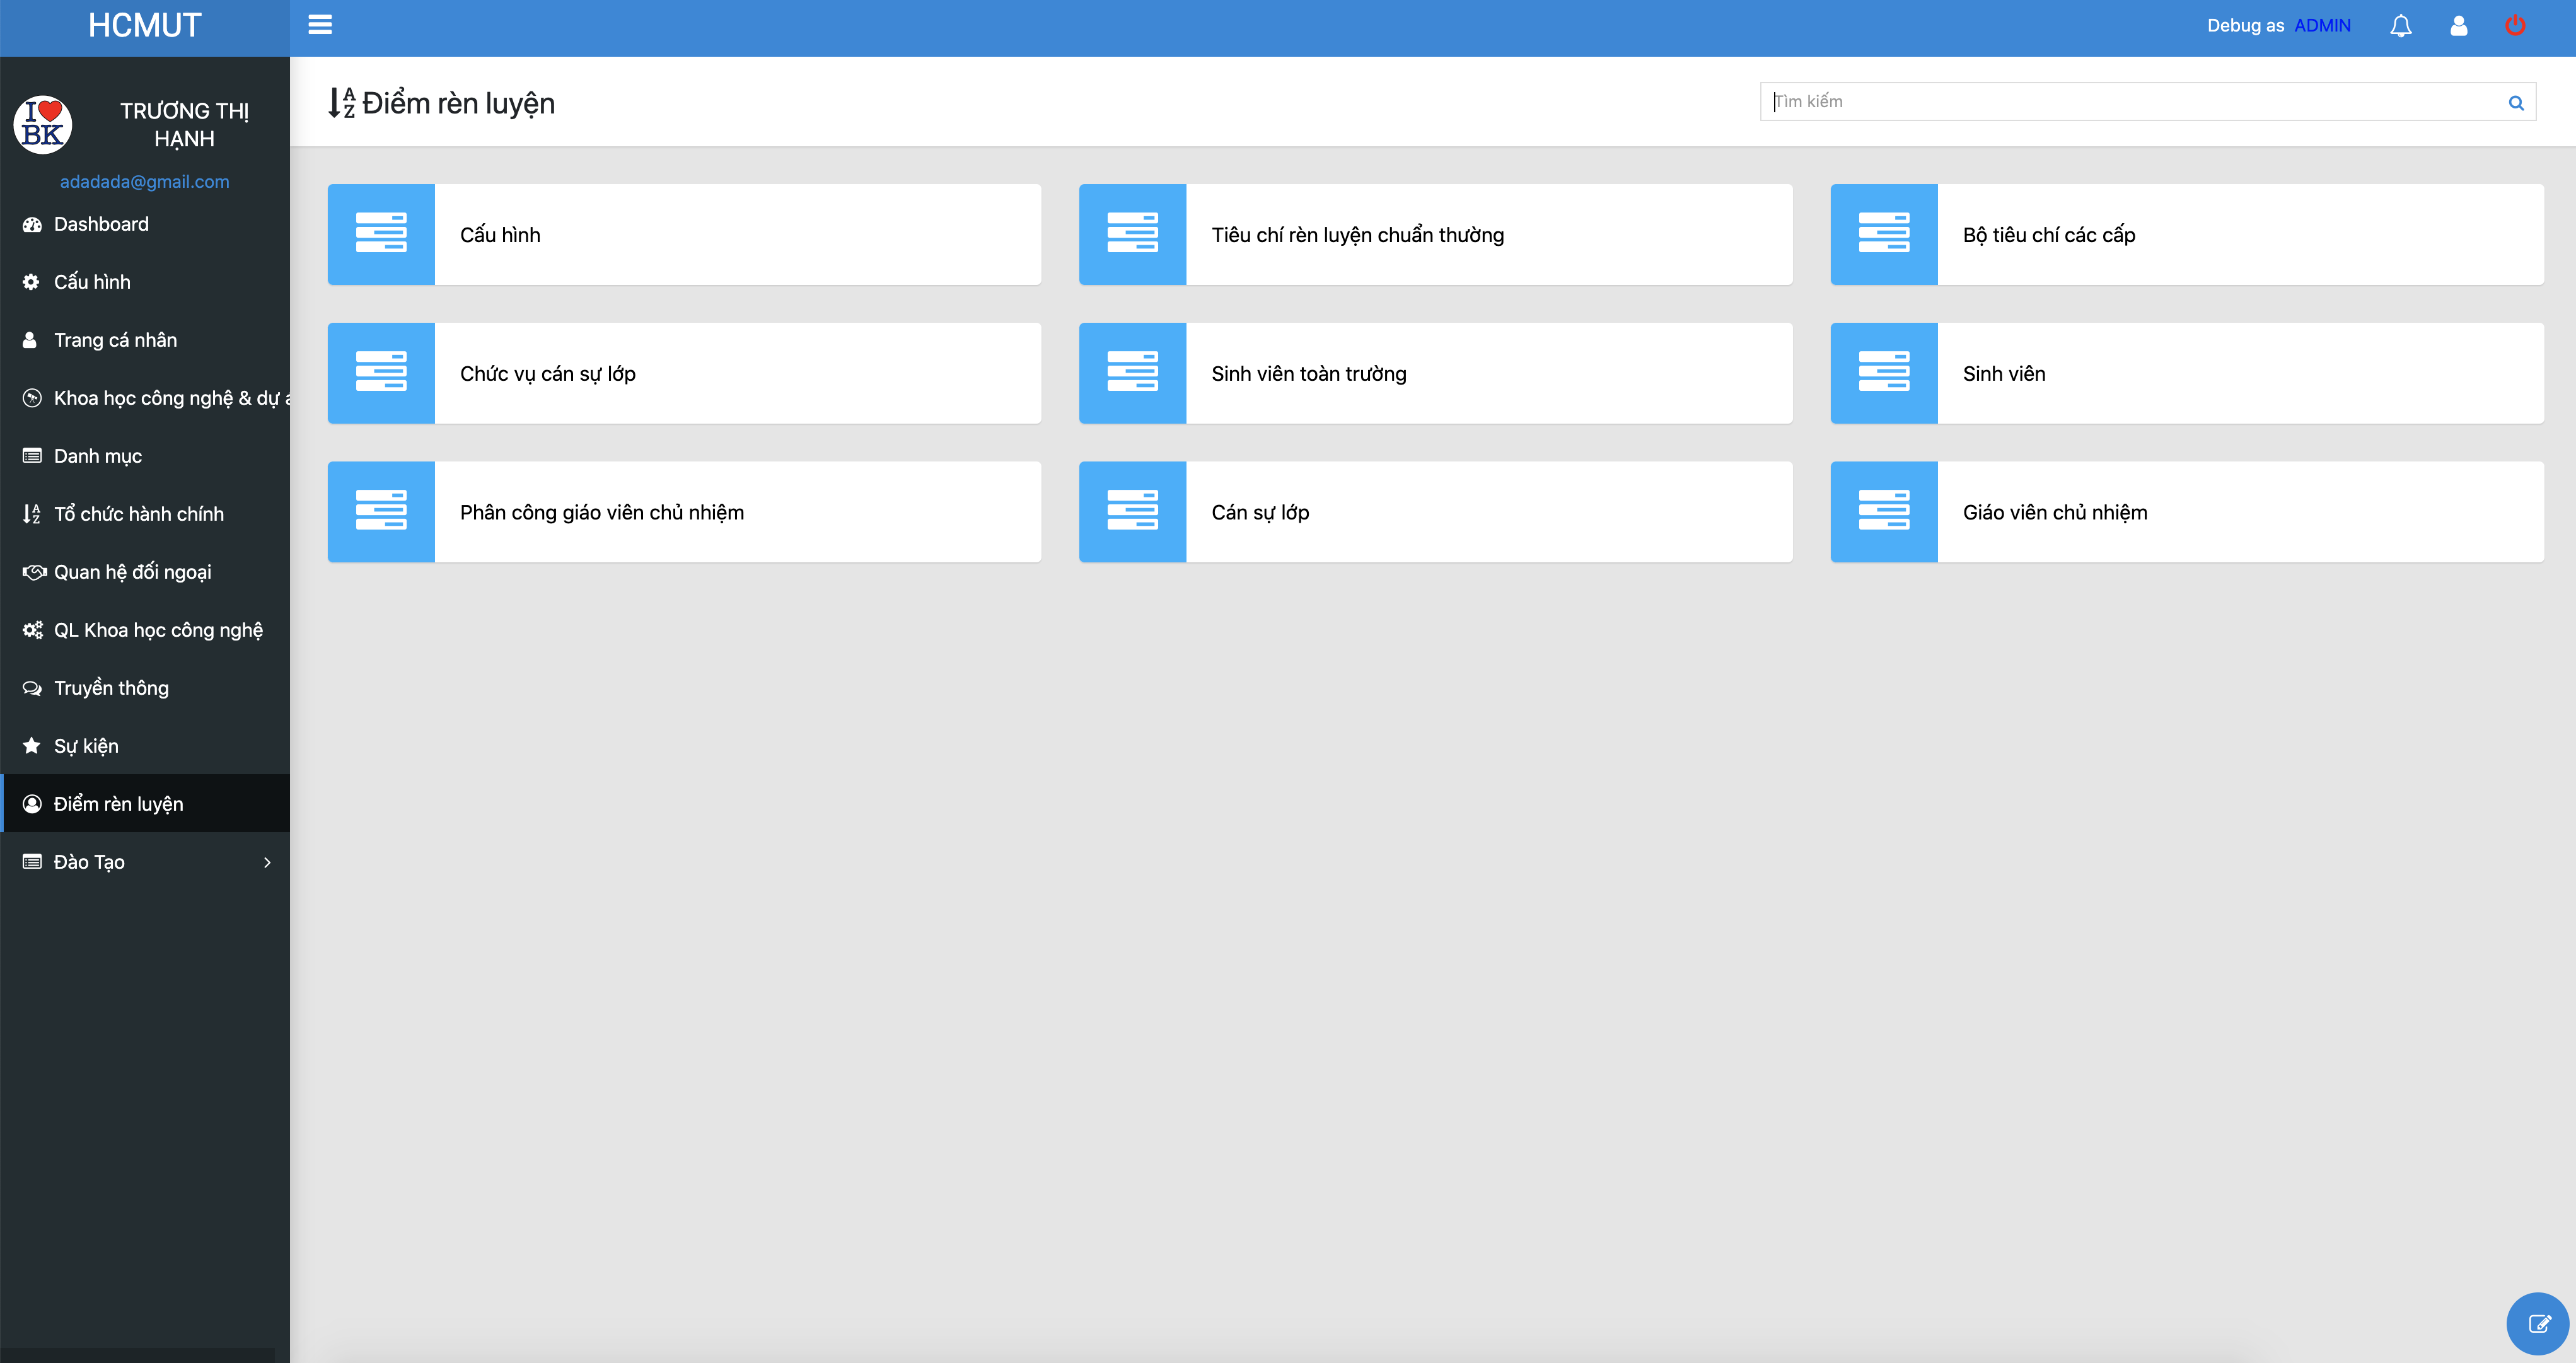 HCMUT
Debug as ADMIN
I ❤ BK
TRƯƠNG THỊ
HẠNH
adadada@gmail.com
Dashboard
Cấu hình
Trang cá nhân
Khoa học công nghệ & dự
Danh mục
Tổ chức hành chính
Quan hệ đối ngoại
QL Khoa học công nghệ
Truyền thông
Sự kiện
Điểm rèn luyện
Đào Tạo
Điểm rèn luyện
Tìm kiếm
Cấu hình
Tiêu chí rèn luyện chuẩn thường
Bộ tiêu chí các cấp
Chức vụ cán sự lớp
Sinh viên toàn trường
Sinh viên
Phân công giáo viên chủ nhiệm
Cán sự lớp
Giáo viên chủ nhiệm